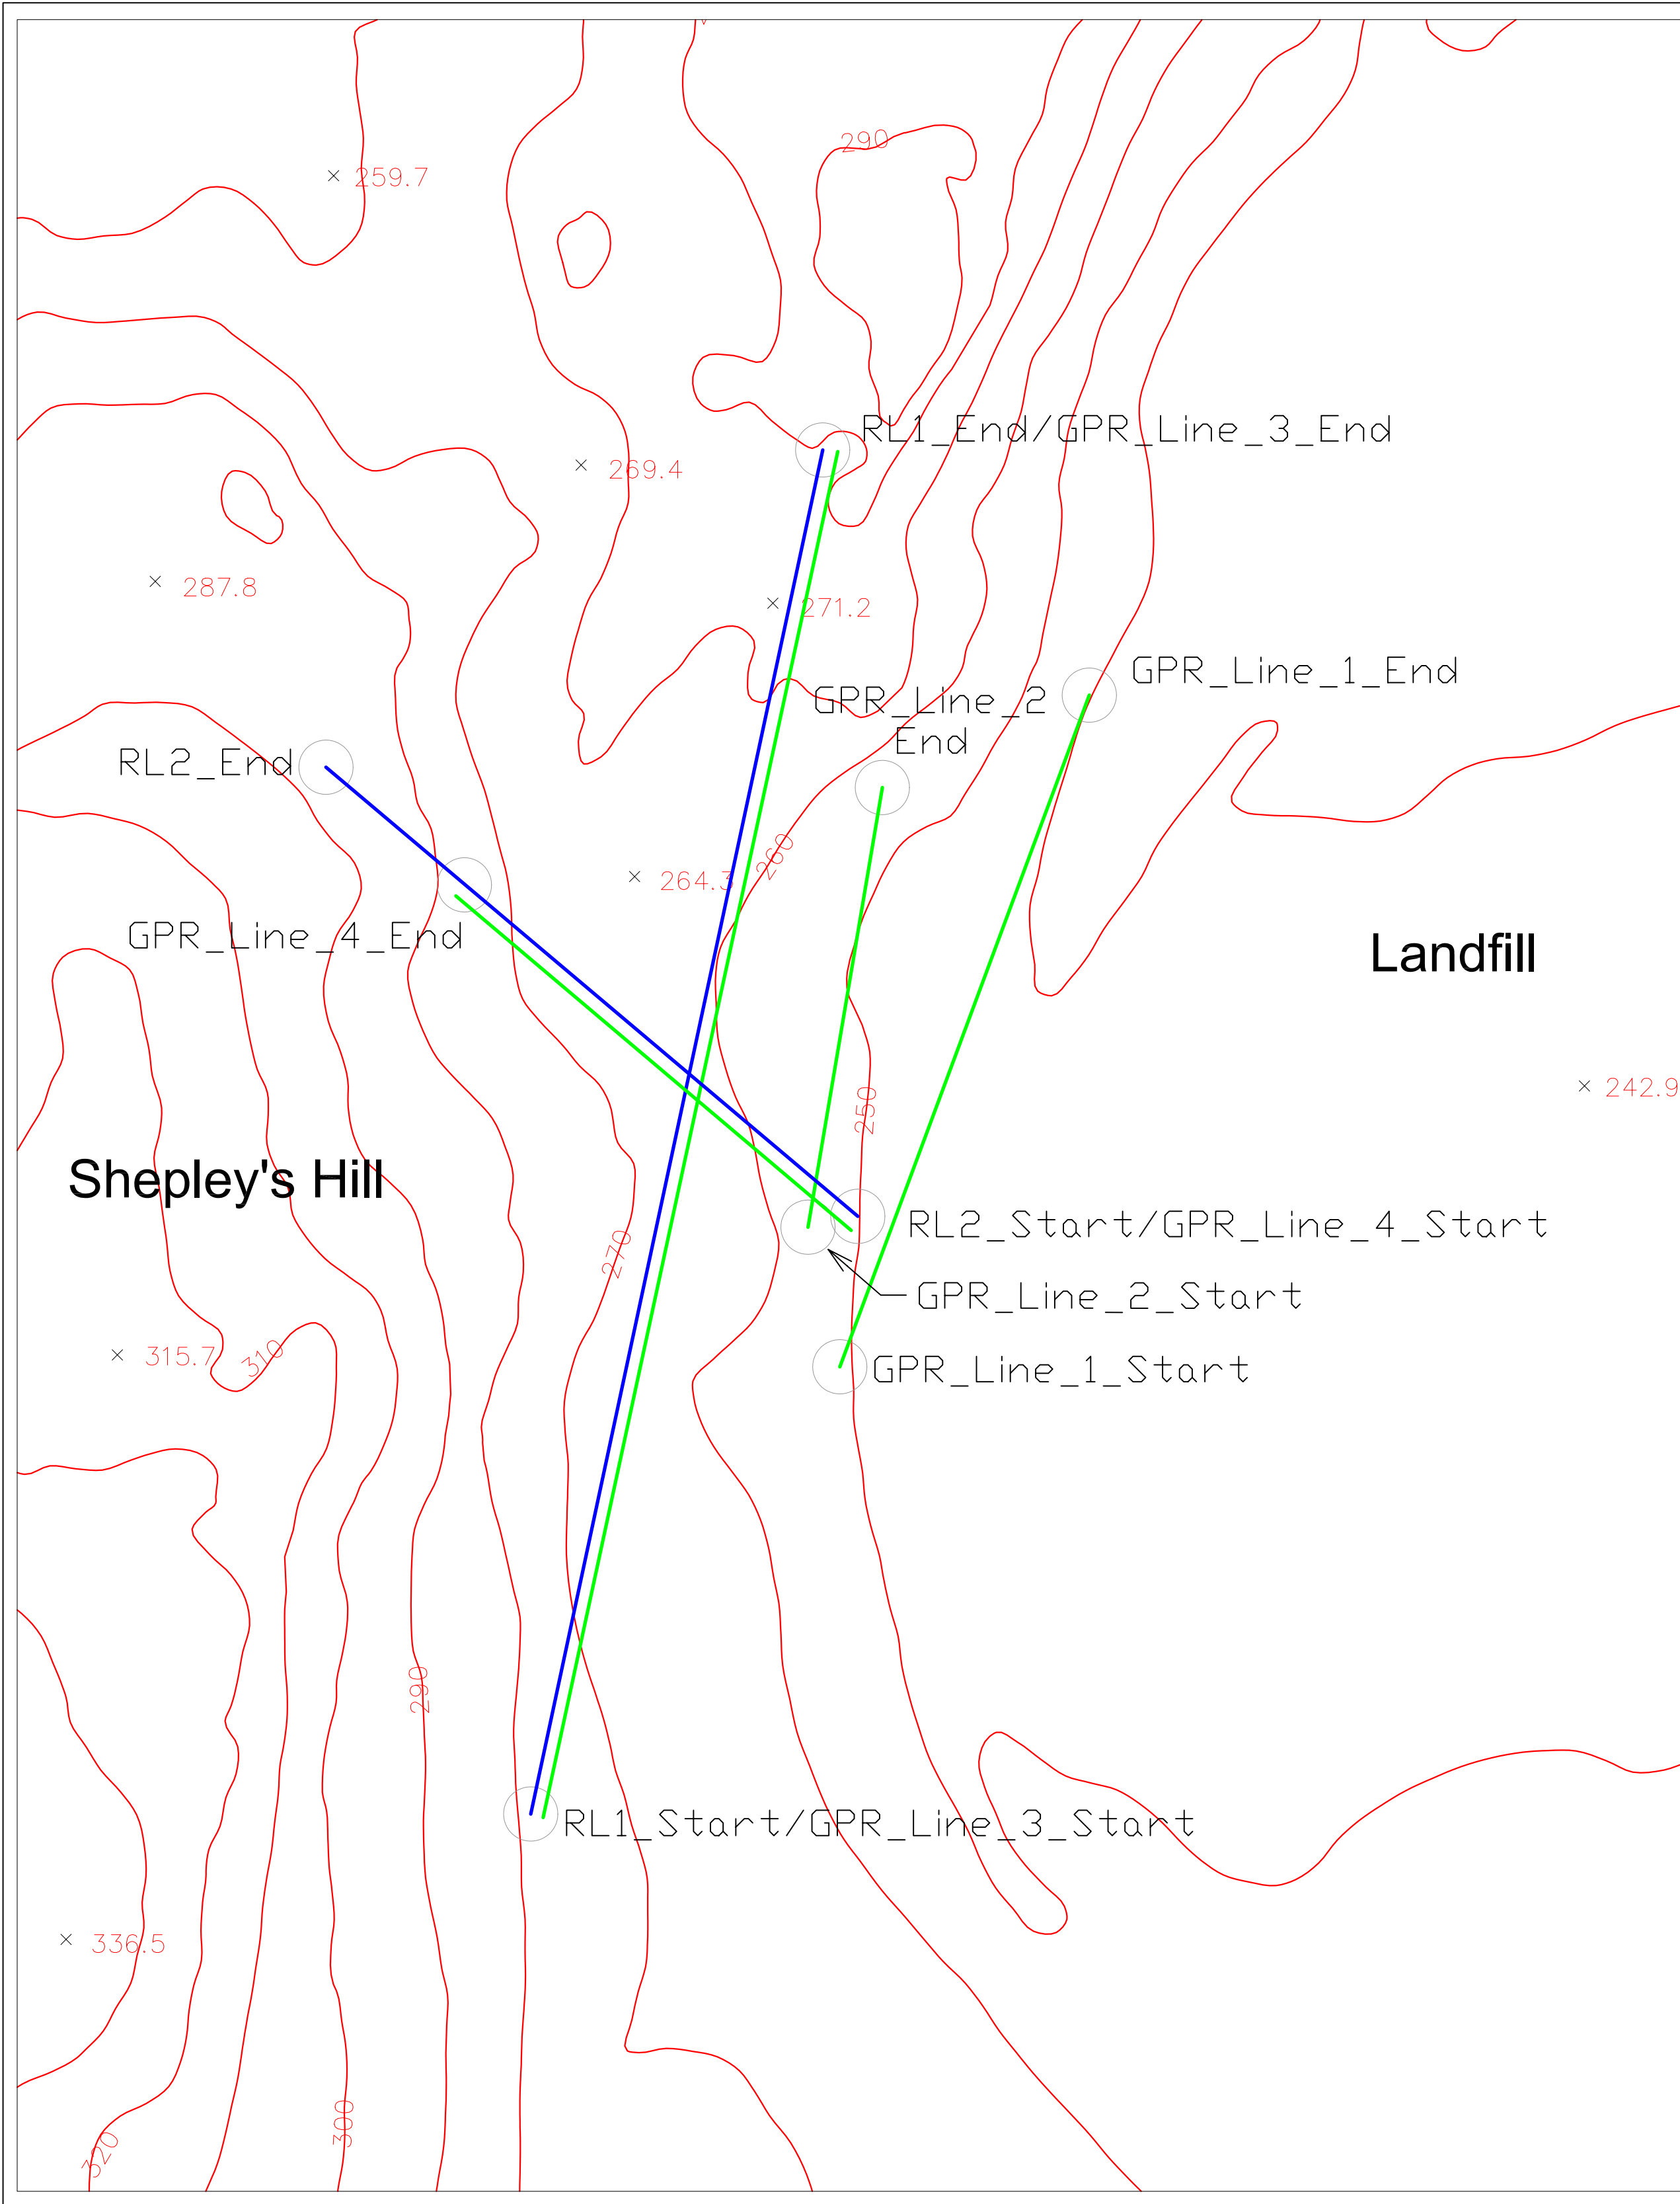 290
259.7
RL1_End/GPR_Line_3_End
269.4
287.8
271.2
GPR_Line_1_End
GPR_Line_2
End
RL2_End
260
264.3
GPR_Line_4_End
Landfill
242.9
250
Shepley's Hill
RL2_Start/GPR_Line_4_Start
270
GPR_Line_2_Start
315.7
310
GPR_Line_1_Start
290
RL1_Start/GPR_Line_3_Start
336.5
300
320